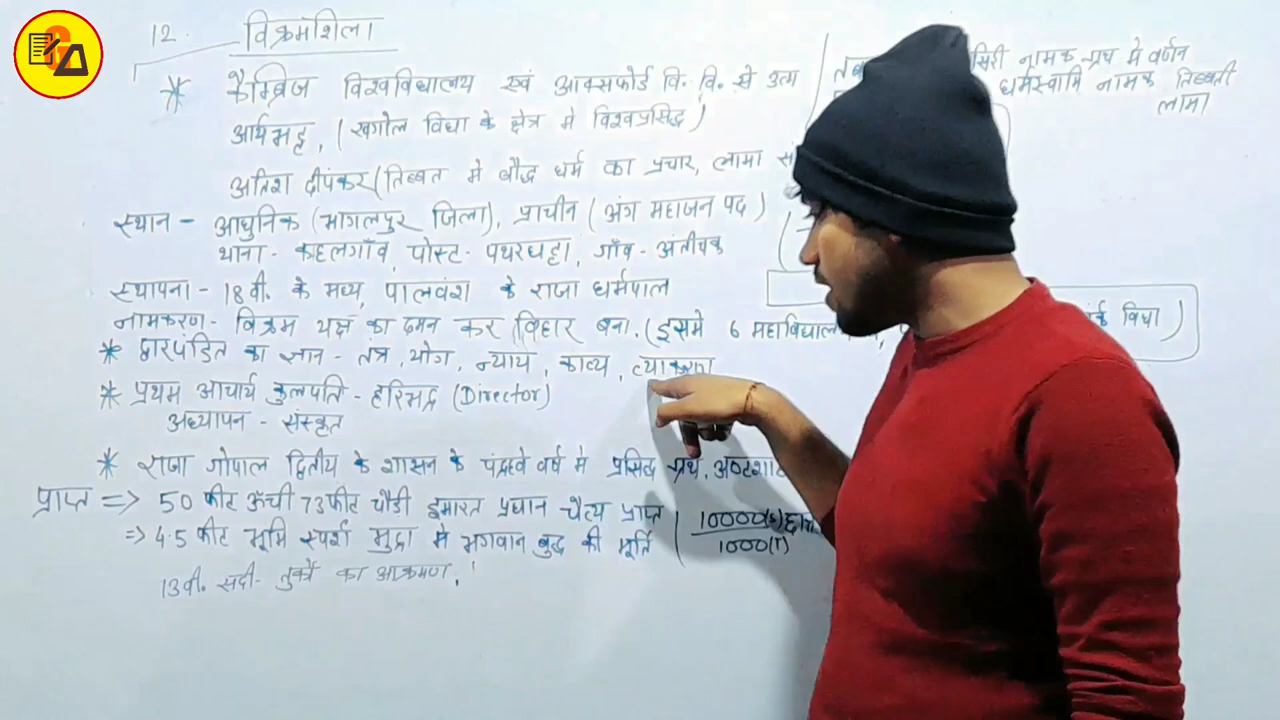 12. विक्रमशिला
* कैम्ब्रिज विश्वविद्यालय एवं आक्सफोर्ड वि. वि. से
आर्यभट्ट, (खगोल विधा के क्षेत्र मे विश्वप्रसिद्ध)
अतिश दीपंकर (तिब्बत मे बौद्ध धर्म का प्रचार, लामा
स्थान - आधुनिक (भागलपुर जिला), प्राचीन (अंग महाजन पद)
थाना - कहलगाँव, पोस्ट - पथरघट्टा, गाँव - अंतीचक
स्थापना - 18वी. के मध्य, पालवंश के राजा धर्मपाल
नामकरण - विक्रम यक्ष का दमन कर विहार बना. (इसमे 6
* द्वारपंडित का ज्ञान - तंत्र, योग, न्याय, काव्य, व्याकरण
* प्रथम आचार्य कुलपति - हरिभद्र (Director)
अध्यापन - संस्कृत
* राजा गोपाल द्वितीय के शासन के पंद्रहवे वर्ष मे प्रसिद्ध ग्रंथ,
प्राप्त => 50 फीट ऊँची 73 फीट चौडी इमारत प्रधान चैत्य प्राप्त
=> 4.5 फीट भूमि स्पर्श मुद्रा मे भगवान बुद्ध की मूर्ति
10000(s)
1000(T)
13वी. सदी - तुर्को का आक्रमण.
नामक ग्रंथ मे वर्णन
धर्मस्वामि नामक तिब्बती
लामा
विधा)